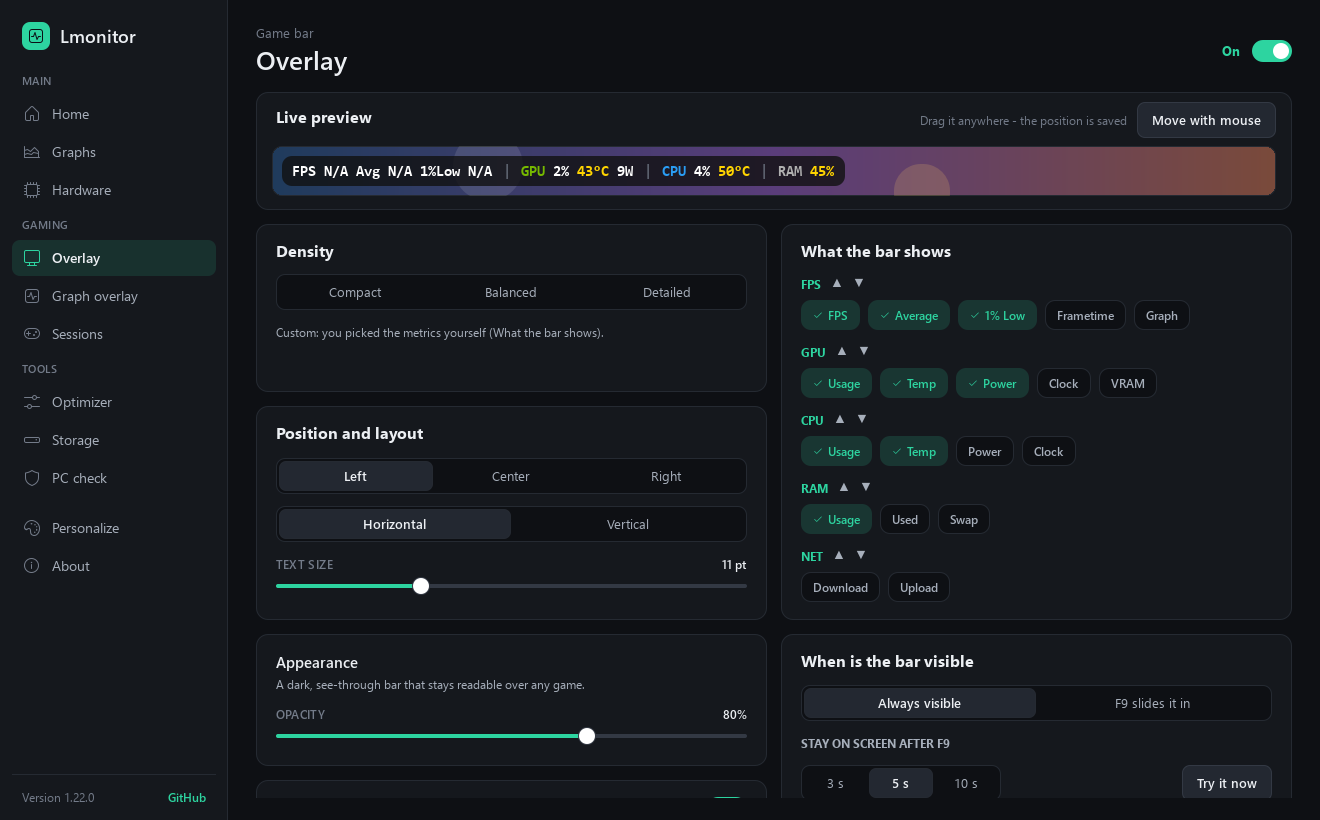 Lmonitor
MAIN
Home
Graphs
Hardware
GAMING
Overlay
Graph overlay
Sessions
TOOLS
Optimizer
Storage
PC check
Personalize
About
Version 1.22.0 GitHub
Game bar
Overlay
On
Live preview
Drag it anywhere - the position is saved
Move with mouse
FPS N/A Avg N/A 1%Low N/A | GPU 2% 43°C 9W | CPU 4% 50°C | RAM 45%
Density
Compact Balanced Detailed
Custom: you picked the metrics yourself (What the bar shows).
Position and layout
Left Center Right
Horizontal Vertical
TEXT SIZE 11 pt
Appearance
A dark, see-through bar that stays readable over any game.
OPACITY 80%
What the bar shows
FPS ▲ ▼
✓ FPS ✓ Average ✓ 1% Low Frametime Graph
GPU ▲ ▼
✓ Usage ✓ Temp ✓ Power Clock VRAM
CPU ▲ ▼
✓ Usage ✓ Temp Power Clock
RAM ▲ ▼
✓ Usage Used Swap
NET ▲ ▼
Download Upload
When is the bar visible
Always visible F9 slides it in
STAY ON SCREEN AFTER F9
3 s 5 s 10 s Try it now